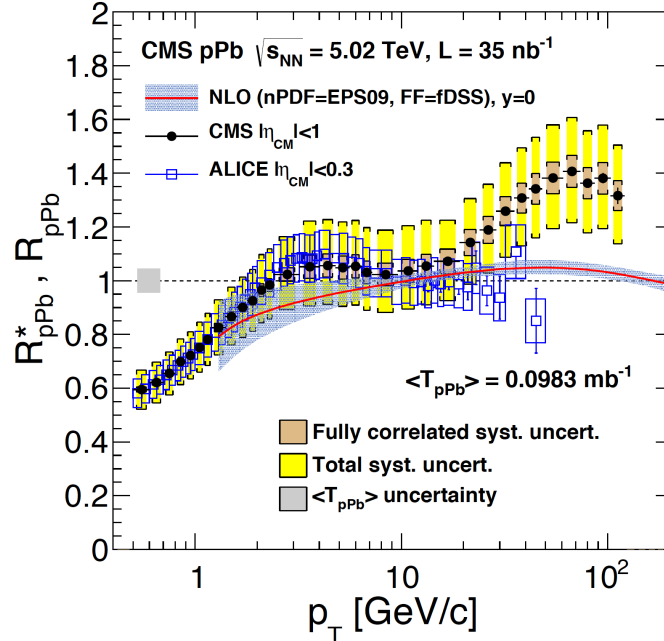 CMS pPb √sNN = 5.02 TeV, L = 35 nb⁻¹
NLO (nPDF=EPS09, FF=fDSS), y=0
CMS |ηCM|<1
ALICE |ηCM|<0.3
<TpPb> = 0.0983 mb⁻¹
Fully correlated syst. uncert.
Total syst. uncert.
<TpPb> uncertainty
R*pPb , RpPb
2
1.8
1.6
1.4
1.2
1
0.8
0.6
0.4
0.2
0
1
10
10²
pT [GeV/c]